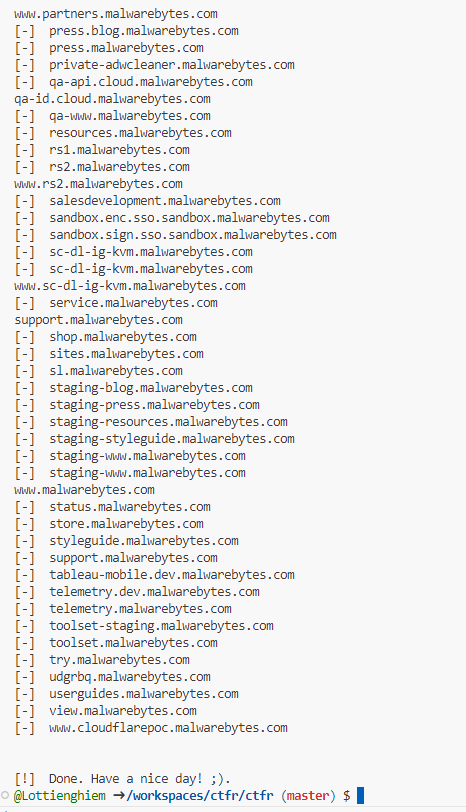 www.partners.malwarebytes.com
[-]  press.blog.malwarebytes.com
[-]  press.malwarebytes.com
[-]  private-adwcleaner.malwarebytes.com
[-]  qa-api.cloud.malwarebytes.com
qa-id.cloud.malwarebytes.com
[-]  qa-www.malwarebytes.com
[-]  resources.malwarebytes.com
[-]  rs1.malwarebytes.com
[-]  rs2.malwarebytes.com
www.rs2.malwarebytes.com
[-]  salesdevelopment.malwarebytes.com
[-]  sandbox.enc.sso.sandbox.malwarebytes.com
[-]  sandbox.sign.sso.sandbox.malwarebytes.com
[-]  sc-dl-ig-kvm.malwarebytes.com
[-]  sc-dl-ig-kvm.malwarebytes.com
www.sc-dl-ig-kvm.malwarebytes.com
[-]  service.malwarebytes.com
support.malwarebytes.com
[-]  shop.malwarebytes.com
[-]  sites.malwarebytes.com
[-]  sl.malwarebytes.com
[-]  staging-blog.malwarebytes.com
[-]  staging-press.malwarebytes.com
[-]  staging-resources.malwarebytes.com
[-]  staging-styleguide.malwarebytes.com
[-]  staging-www.malwarebytes.com
[-]  staging-www.malwarebytes.com
www.malwarebytes.com
[-]  status.malwarebytes.com
[-]  store.malwarebytes.com
[-]  styleguide.malwarebytes.com
[-]  support.malwarebytes.com
[-]  tableau-mobile.dev.malwarebytes.com
[-]  telemetry.dev.malwarebytes.com
[-]  telemetry.malwarebytes.com
[-]  toolset-staging.malwarebytes.com
[-]  toolset.malwarebytes.com
[-]  try.malwarebytes.com
[-]  udgrbq.malwarebytes.com
[-]  userguides.malwarebytes.com
[-]  view.malwarebytes.com
[-]  www.cloudflarepoc.malwarebytes.com
[!]  Done. Have a nice day! ;).
@Lottienghiem ➜/workspaces/ctfr/ctfr (master) $